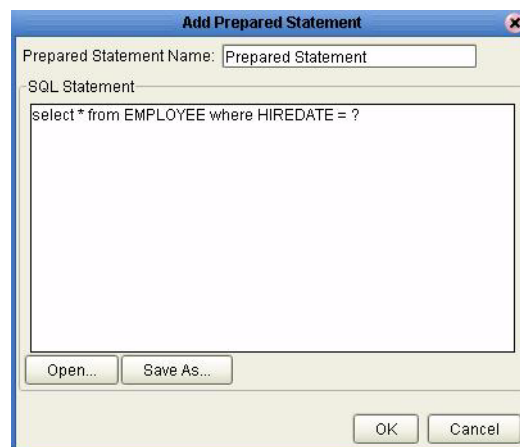 Add Prepared Statement
Prepared Statement Name: Prepared Statement
SQL Statement
select * from EMPLOYEE where HIREDATE = ?
Open... Save As...
OK Cancel